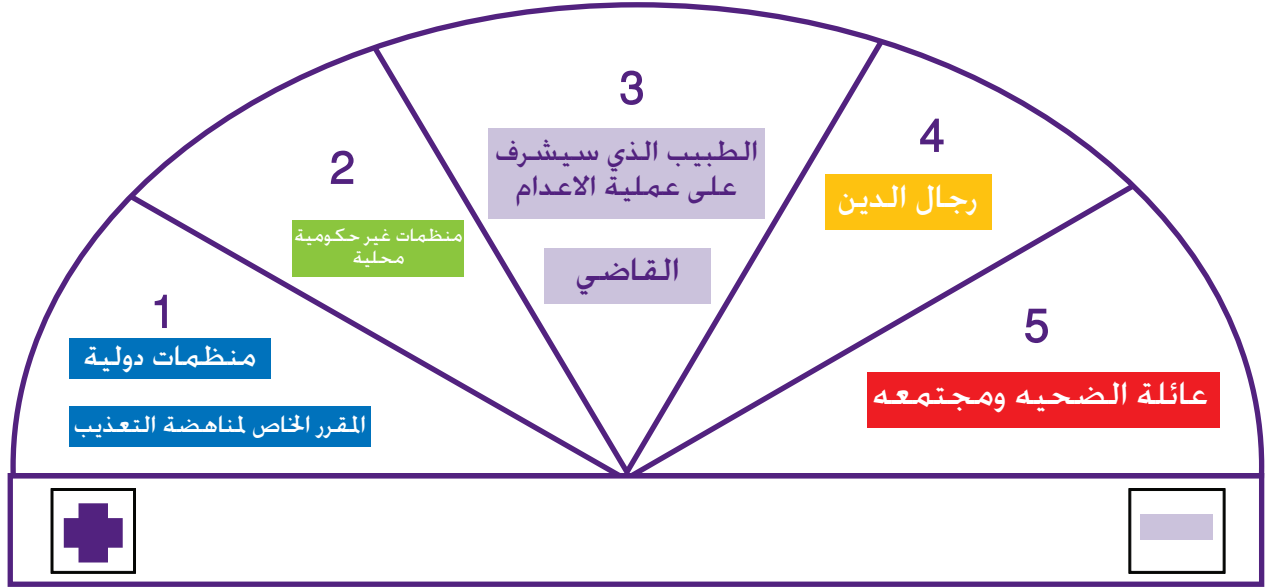 1
منظمات دولية
المقرر الخاص لمناهضة التعذيب
2
منظمات غير حكومية
محلية
3
الطبيب الذي سيشرف
على عملية الاعدام
القاضي
4
رجال الدين
5
عائلة الضحيه ومجتمعه